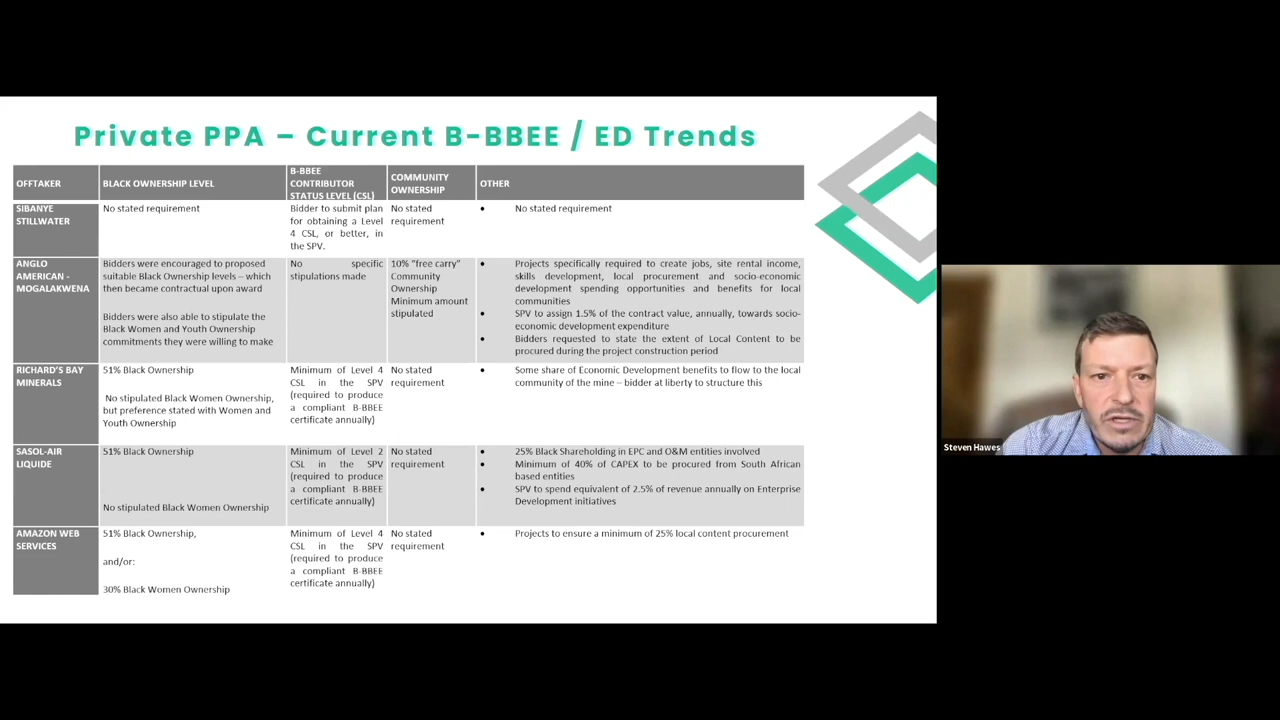 Private PPA – Current B-BBEE / ED Trends
OFFTAKER
BLACK OWNERSHIP LEVEL
B-BBEE
CONTRIBUTOR
STATUS LEVEL (CSL)
COMMUNITY
OWNERSHIP
OTHER
SIBANYE
STILLWATER
No stated requirement
Bidder to submit plan
for obtaining a Level
4 CSL, or better, in
the SPV.
No stated
requirement
• No stated requirement
ANGLO
AMERICAN -
MOGALAKWENA
Bidders were encouraged to proposed
suitable Black Ownership levels – which
then became contractual upon award
Bidders were also able to stipulate the
Black Women and Youth Ownership
commitments they were willing to make
No specific
stipulations made
10% "free carry"
Community
Ownership
Minimum amount
stipulated
• Projects specifically required to create jobs, site rental income,
skills development, local procurement and socio-economic
development spending opportunities and benefits for local
communities
• SPV to assign 1.5% of the contract value, annually, towards socio-
economic development expenditure
• Bidders requested to state the extent of Local Content to be
procured during the project construction period
RICHARD'S BAY
MINERALS
51% Black Ownership
No stipulated Black Women Ownership,
but preference stated with Women and
Youth Ownership
Minimum of Level 4
CSL in the SPV
(required to produce
a compliant B-BBEE
certificate annually)
No stated
requirement
• Some share of Economic Development benefits to flow to the local
community of the mine – bidder at liberty to structure this
SASOL-AIR
LIQUIDE
51% Black Ownership
No stipulated Black Women Ownership
Minimum of Level 2
CSL in the SPV
(required to produce
a compliant B-BBEE
certificate annually)
No stated
requirement
• 25% Black Shareholding in EPC and O&M entities involved
• Minimum of 40% of CAPEX to be procured from South African
based entities
• SPV to spend equivalent of 2.5% of revenue annually on Enterprise
Development initiatives
AMAZON WEB
SERVICES
51% Black Ownership,
and/or:
30% Black Women Ownership
Minimum of Level 4
CSL in the SPV
(required to produce
a compliant B-BBEE
certificate annually)
No stated
requirement
• Projects to ensure a minimum of 25% local content procurement
Steven Hawes